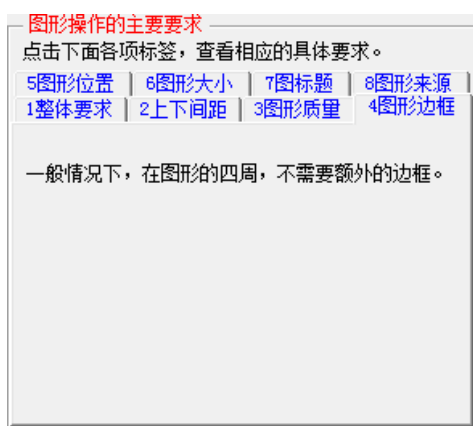 图形操作的主要要求
点击下面各项标签，查看相应的具体要求。
5图形位置 6图形大小 7图标题 8图形来源
1整体要求 2上下间距 3图形质量 4图形边框
一般情况下，在图形的四周，不需要额外的边框。